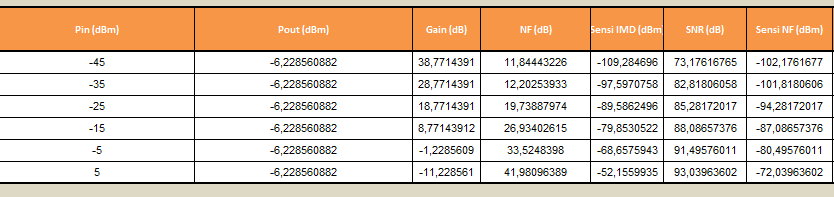 Pin (dBm) Pout (dBm) Gain (dB) NF (dB) Sensi IMD (dBm SNR (dB) Sensi NF (dBm)
-45 -6,228560882 38,7714391 11,84443226 -109,284696 73,17616765 -102,1761677
-35 -6,228560882 28,7714391 12,20253933 -97,5970758 82,81806058 -101,8180606
-25 -6,228560882 18,7714391 19,73887974 -89,5862496 85,28172017 -94,28172017
-15 -6,228560882 8,77143912 26,93402615 -79,8530522 88,08657376 -87,08657376
-5 -6,228560882 -1,2285609 33,5248398 -68,6575943 91,49576011 -80,49576011
5 -6,228560882 -11,228561 41,98096389 -52,1559935 93,03963602 -72,03963602